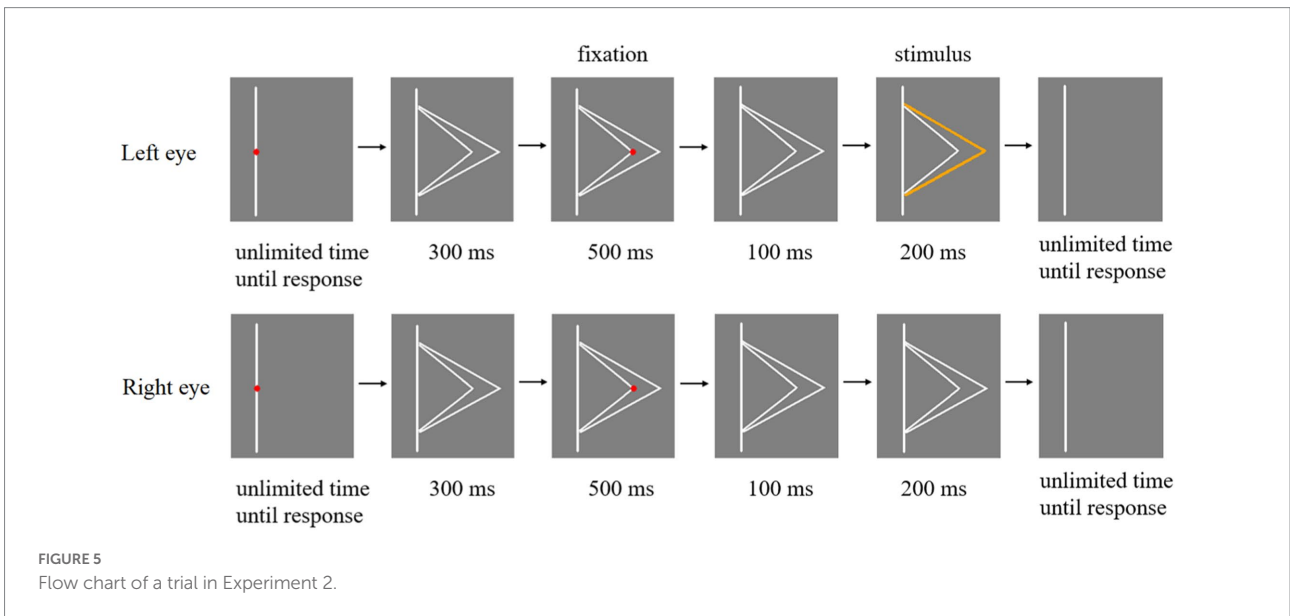 fixation
stimulus
Left eye
unlimited time
until response
300 ms
500 ms
100 ms
200 ms
unlimited time
until response
Right eye
unlimited time
until response
300 ms
500 ms
100 ms
200 ms
unlimited time
until response
FIGURE 5
Flow chart of a trial in Experiment 2.